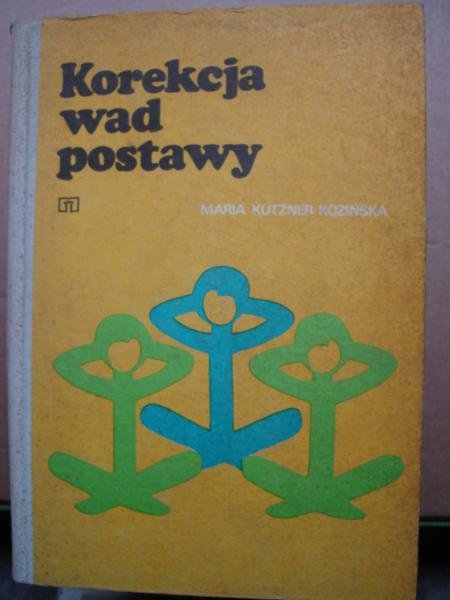 Korekcja
wad
postawy
MARIA KUTZNER KOZIŃSKA